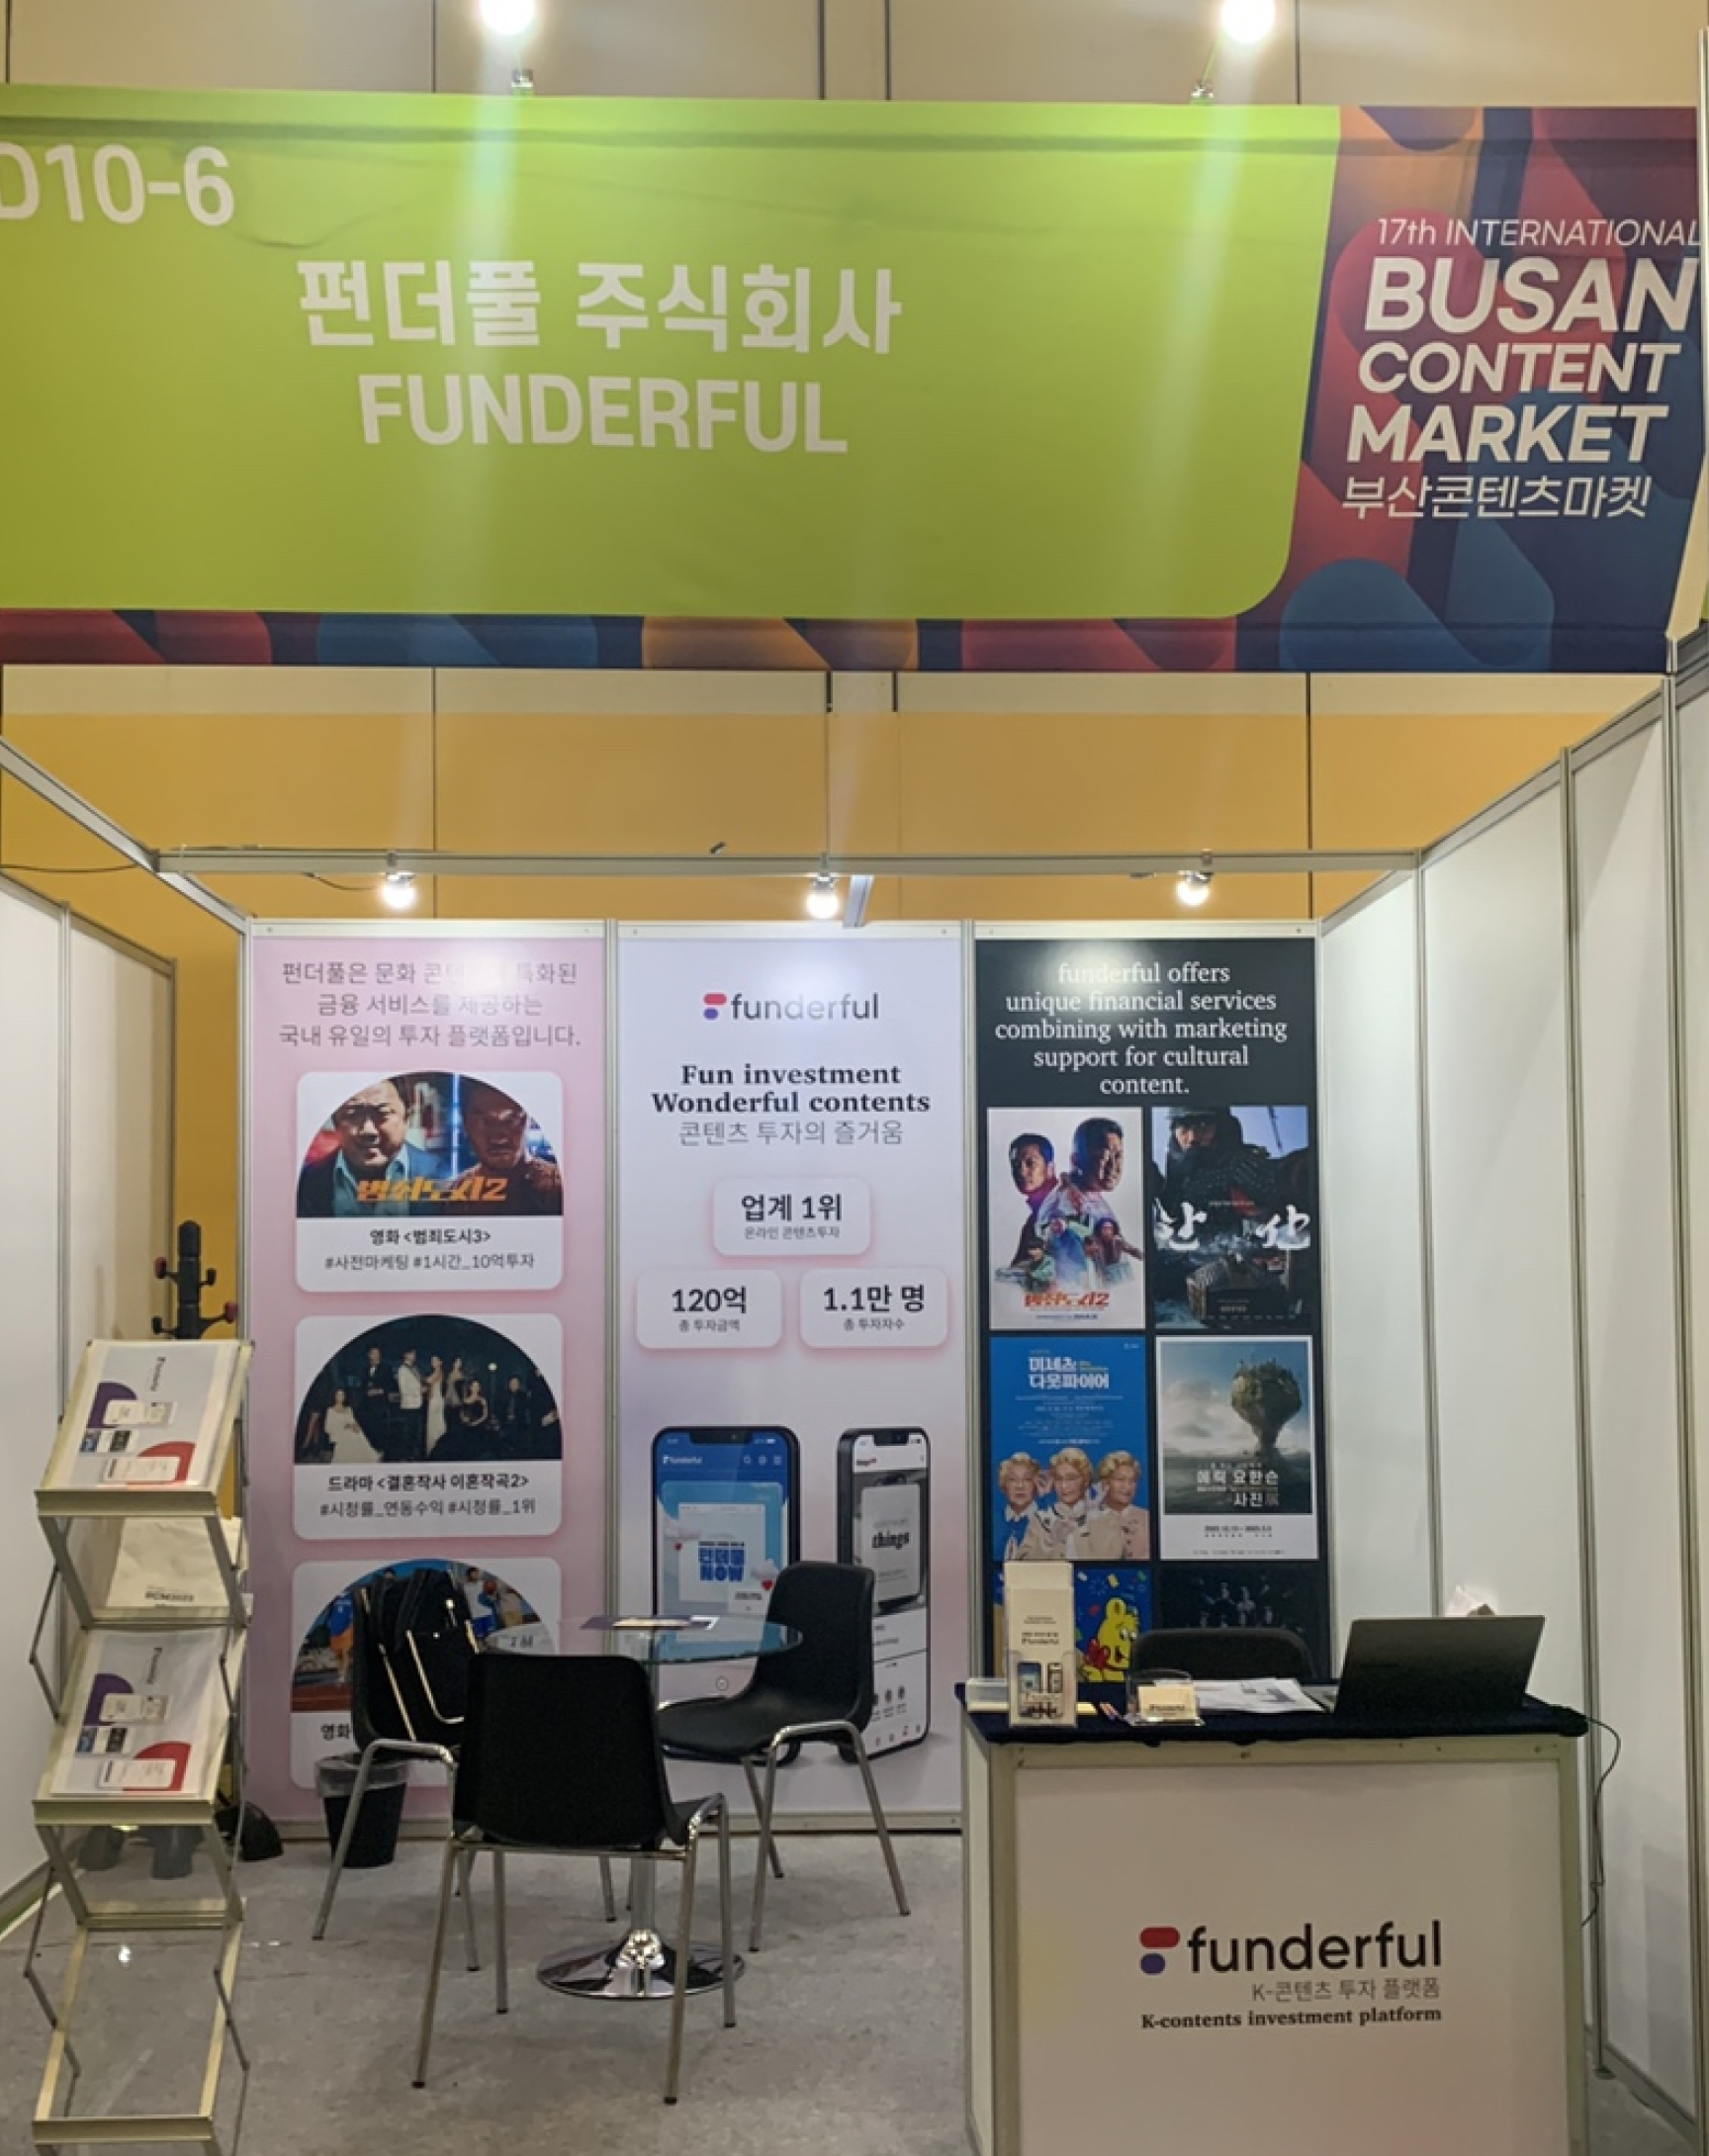 D10-6
펀더풀 주식회사
FUNDERFUL
17th INTERNATIONAL
BUSAN
CONTENT
MARKET
부산콘텐츠마켓
펀더풀은 문화 특화된
금융 서비스를 제공하는
국내 유일의 투자 플랫폼입니다.
범죄도시2
영화 <범죄도시3>
#사전마케팅 #1시간_10억투자
드라마 <결혼작사 이혼작곡2>
#시청률_연동수익 #시청률_1위
영화
funderful
Fun investment
Wonderful contents
콘텐츠 투자의 즐거움
업계 1위
온라인 콘텐츠투자
120억
총 투자금액
1.1만 명
총 투자자수
funderful
펀더풀
NOW
things
funderful offers
unique financial services
combining with marketing
support for cultural
content.
범죄도시2
한산
미세스
다웃파이어
에릭 요한슨
사진展
funderful
funderful
funderful
BCM2023
funderful
K-콘텐츠 투자 플랫폼
K-contents investment platform